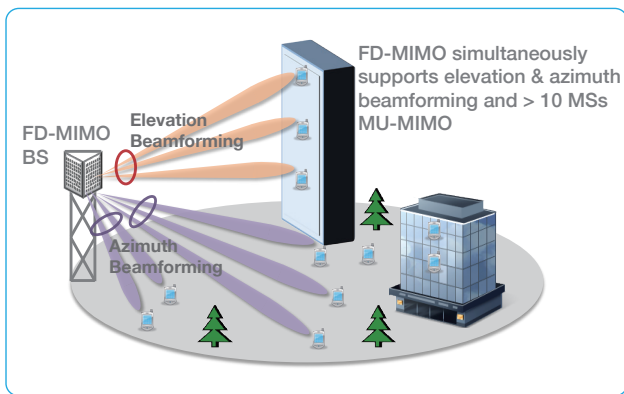 FD-MIMO simultaneously
supports elevation & azimuth
beamforming and > 10 MSs
MU-MIMO
Elevation
Beamforming
FD-MIMO
BS
Azimuth
Beamforming